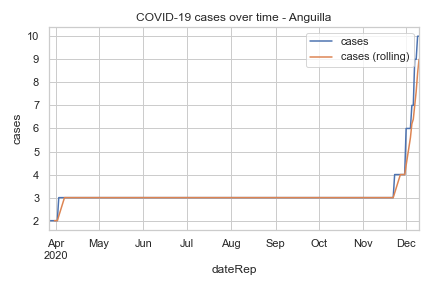 COVID-19 cases over time - Anguilla
cases
cases (rolling)
10
9
8
7
6
5
4
3
2
cases
Apr May Jun Jul Aug Sep Oct Nov Dec
2020
dateRep